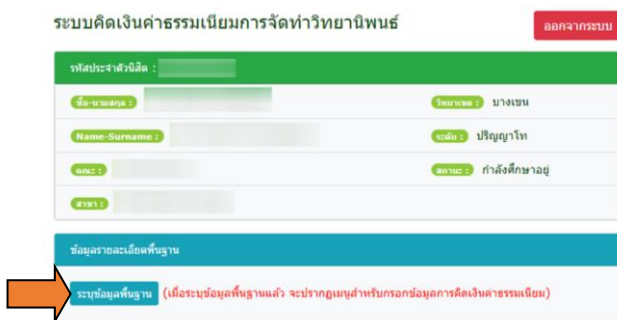 ระบบคิดเงินค่าธรรมเนียมการจัดทำวิทยานิพนธ์
ออกจากระบบ
รหัสประจำตัวนิสิต :
ชื่อ-นามสกุล :
วิทยาเขต : บางเขน
Name-Surname :
ระดับ : ปริญญาโท
คณะ :
สถานะ : กำลังศึกษาอยู่
สาขา :
ข้อมูลรายละเอียดพื้นฐาน
ระบุข้อมูลพื้นฐาน (เมื่อระบุข้อมูลพื้นฐานแล้ว จะปรากฏเมนูสำหรับกรอกข้อมูลการคิดเงินค่าธรรมเนียม)